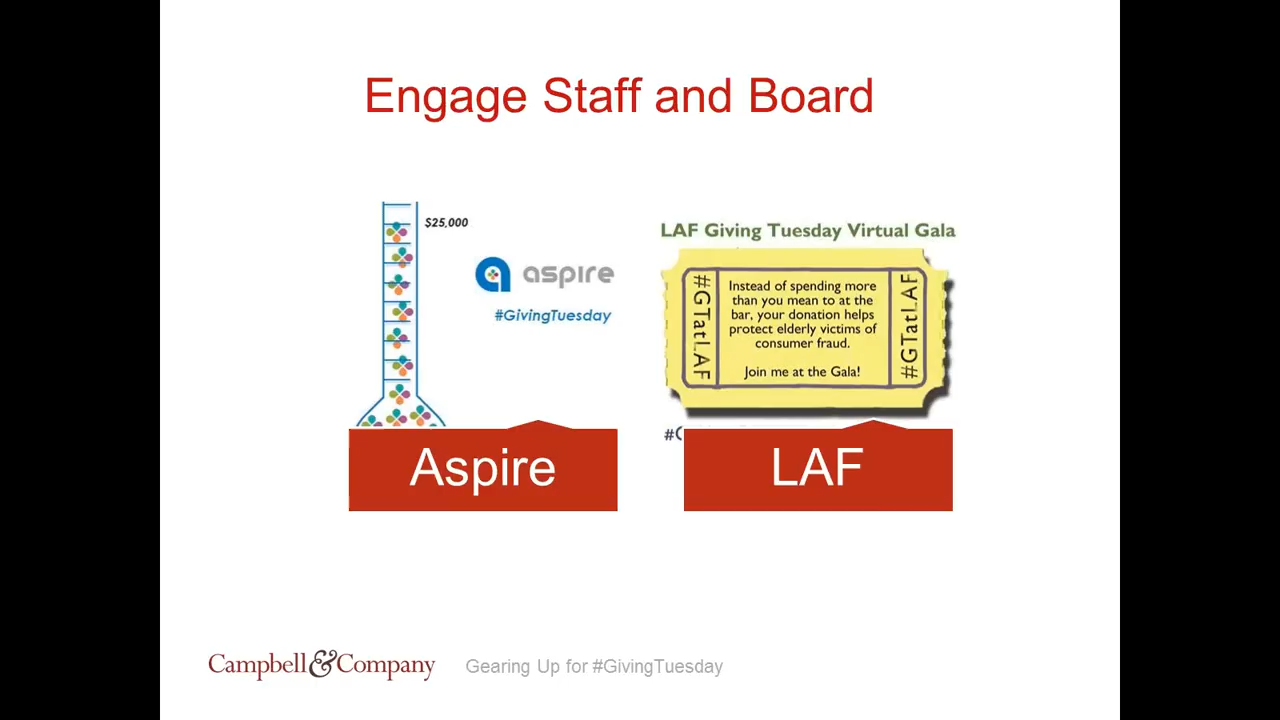 Engage Staff and Board
$25,000
aspire
#GivingTuesday
Aspire
LAF Giving Tuesday Virtual Gala
#GTatLAF
Instead of spending more
than you mean to at the
bar, your donation helps
protect elderly victims of
consumer fraud.
Join me at the Gala!
#GTatLAF
LAF
Campbell&Company
Gearing Up for #GivingTuesday